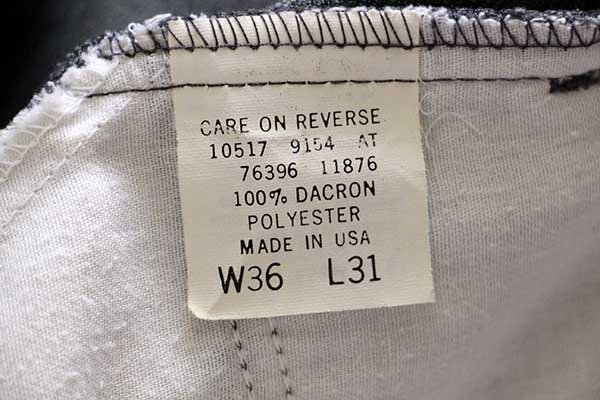 CARE ON REVERSE
10517 9154 AT
76396 11876
100% DACRON
POLYESTER
MADE IN USA
W36 L31